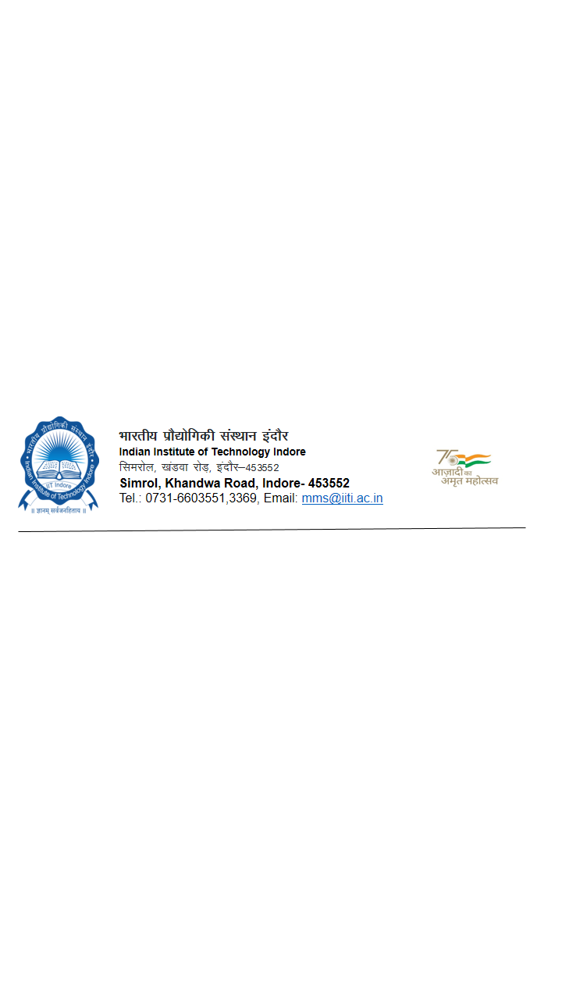 भारतीय प्रौद्योगिकी संस्थान इंदौर
Indian Institute of Technology Indore
IIT Indore
॥ ज्ञानम् सर्वजनहिताय ॥
भारतीय प्रौद्योगिकी संस्थान इंदौर
Indian Institute of Technology Indore
सिमरोल, खंडवा रोड़, इंदौर–453552
Simrol, Khandwa Road, Indore- 453552
Tel.: 0731-6603551,3369, Email: mms@iiti.ac.in
75
आज़ादी का
अमृत महोत्सव